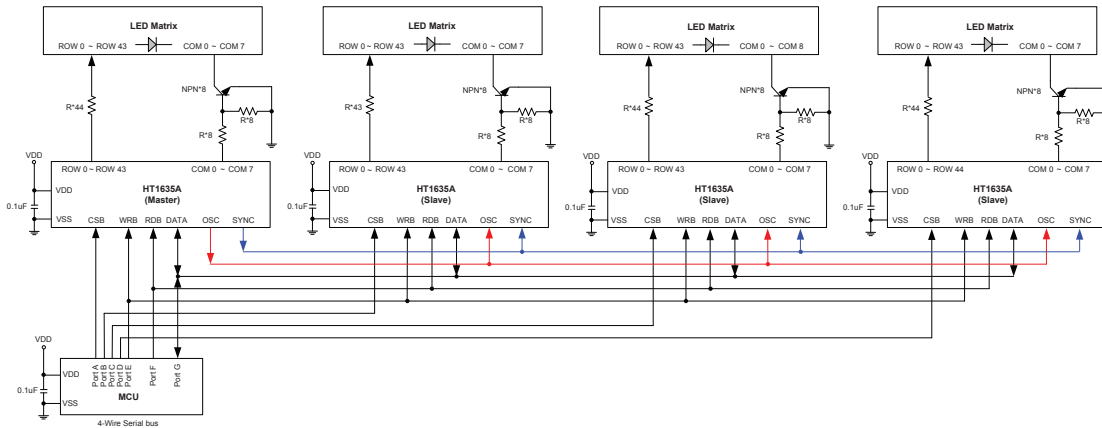 LED Matrix LED Matrix LED Matrix LED Matrix
ROW 0 ~ ROW 43 COM 0 ~ COM 7 ROW 0 ~ ROW 43 COM 0 ~ COM 7 ROW 0 ~ ROW 43 COM 0 ~ COM 8 ROW 0 ~ ROW 43 COM 0 ~ COM 7
NPN*8 NPN*8 NPN*8 NPN*8
R*44 R*8 R*43 R*8 R*44 R*8 R*44 R*8
R*8 R*8 R*8 R*8
VDD VDD VDD VDD
ROW 0 ~ ROW 43 COM 0 ~ COM 7 ROW 0 ~ ROW 43 COM 0 ~ COM 7 ROW 0 ~ ROW 43 COM 0 ~ COM 7 ROW 0 ~ ROW 44 COM 0 ~ COM 7
VDD HT1635A VDD HT1635A VDD HT1635A VDD HT1635A
0.1uF (Master) 0.1uF (Slave) 0.1uF (Slave) 0.1uF (Slave)
VSS CSB WRB RDB DATA OSC SYNC VSS CSB WRB RDB DATA OSC SYNC VSS CSB WRB RDB DATA OSC SYNC VSS CSB WRB RDB DATA OSC SYNC
VDD
VDD Port A Port B Port C Port D Port E Port F Port G
0.1uF
MCU
VSS
4-Wire Serial bus